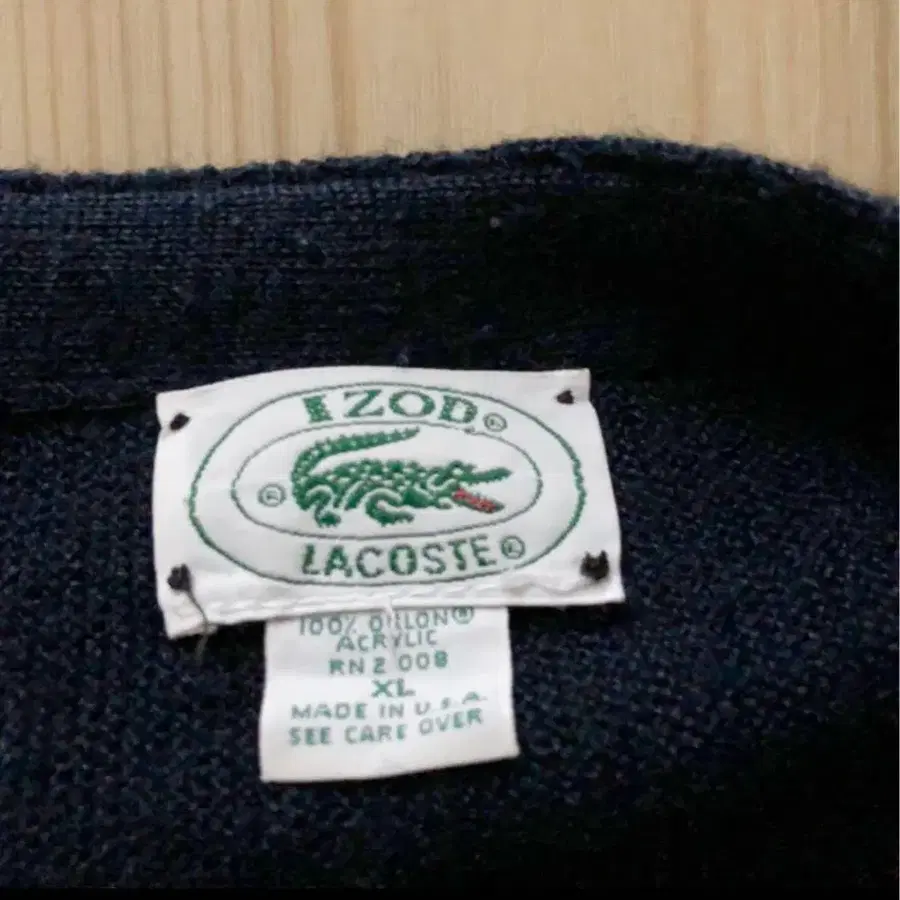 IZOD®
®
LACOSTE®
100% ORLON®
ACRYLIC
RN 2 008
XL
MADE IN U.S.A.
SEE CARE OVER